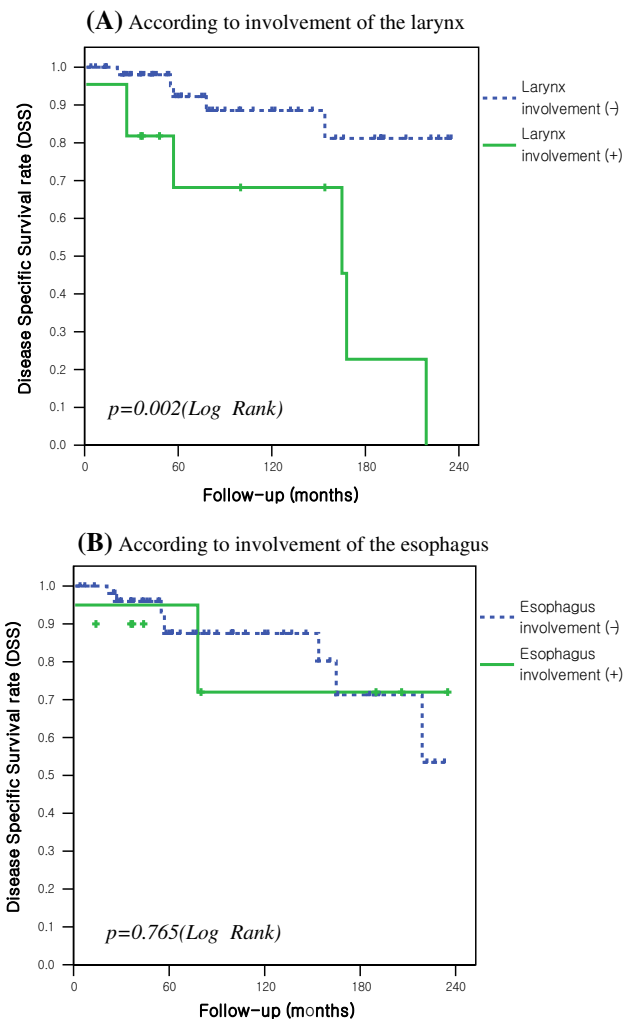 (A) According to involvement of the larynx
1.0
0.9
0.8
0.7
0.6
0.5
0.4
0.3
0.2
0.1
0.0
Disease Specific Survival rate (DSS)
p=0.002(Log Rank)
0 60 120 180 240
Follow-up (months)
Larynx
involvement (-)
Larynx
involvement (+)
(B) According to involvement of the esophagus
1.0
0.9
0.8
0.7
0.6
0.5
0.4
0.3
0.2
0.1
0.0
Disease Specific Survival rate (DSS)
p=0.765(Log Rank)
0 60 120 180 240
Follow-up (months)
Esophagus
involvement (-)
Esophagus
involvement (+)